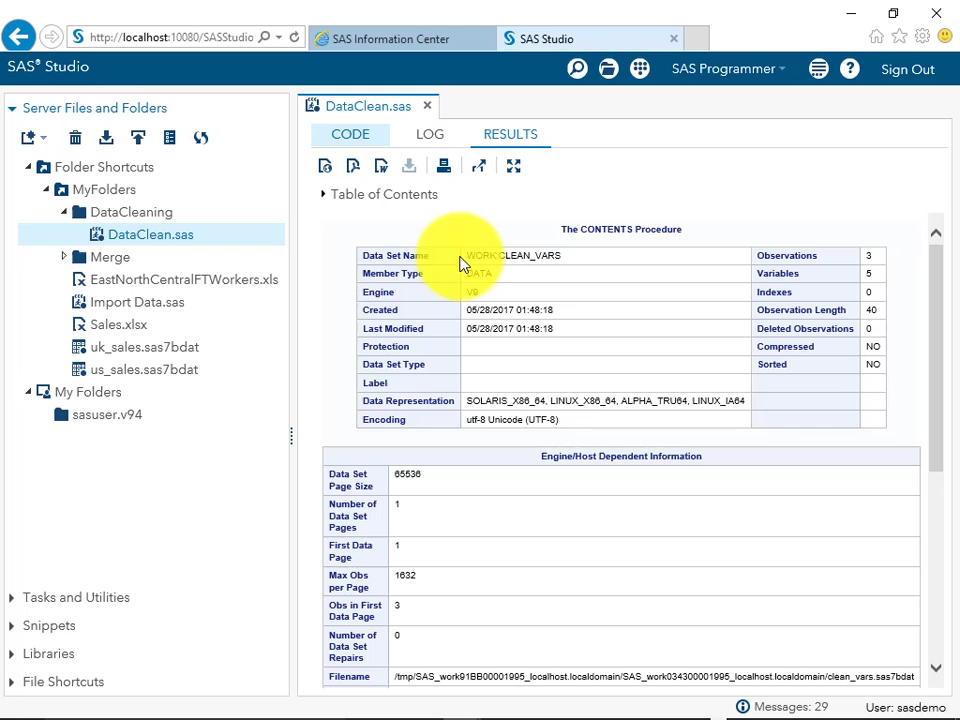 http://localhost:10080/SASStudio
SAS Information Center
SAS Studio
SAS® Studio
SAS Programmer
Sign Out
Server Files and Folders
Folder Shortcuts
MyFolders
DataCleaning
DataClean.sas
Merge
EastNorthCentralFTWorkers.xls
Import Data.sas
Sales.xlsx
uk_sales.sas7bdat
us_sales.sas7bdat
My Folders
sasuser.v94
Tasks and Utilities
Snippets
Libraries
File Shortcuts
DataClean.sas
CODE LOG RESULTS
Table of Contents
The CONTENTS Procedure
Data Set Name WORK.CLEAN_VARS Observations 3
Member Type DATA Variables 5
Engine V9 Indexes 0
Created 05/28/2017 01:48:18 Observation Length 40
Last Modified 05/28/2017 01:48:18 Deleted Observations 0
Protection Compressed NO
Data Set Type Sorted NO
Label
Data Representation SOLARIS_X86_64, LINUX_X86_64, ALPHA_TRU64, LINUX_IA64
Encoding utf-8 Unicode (UTF-8)
Engine/Host Dependent Information
Data Set 65536
Page Size
Number of 1
Data Set
Pages
First Data 1
Page
Max Obs 1632
per Page
Obs in First 3
Data Page
Number of 0
Data Set
Repairs
Filename /tmp/SAS_work91BB00001995_localhost.localdomain/SAS_work034300001995_localhost.localdomain/clean_vars.sas7bdat
Messages: 29 User: sasdemo